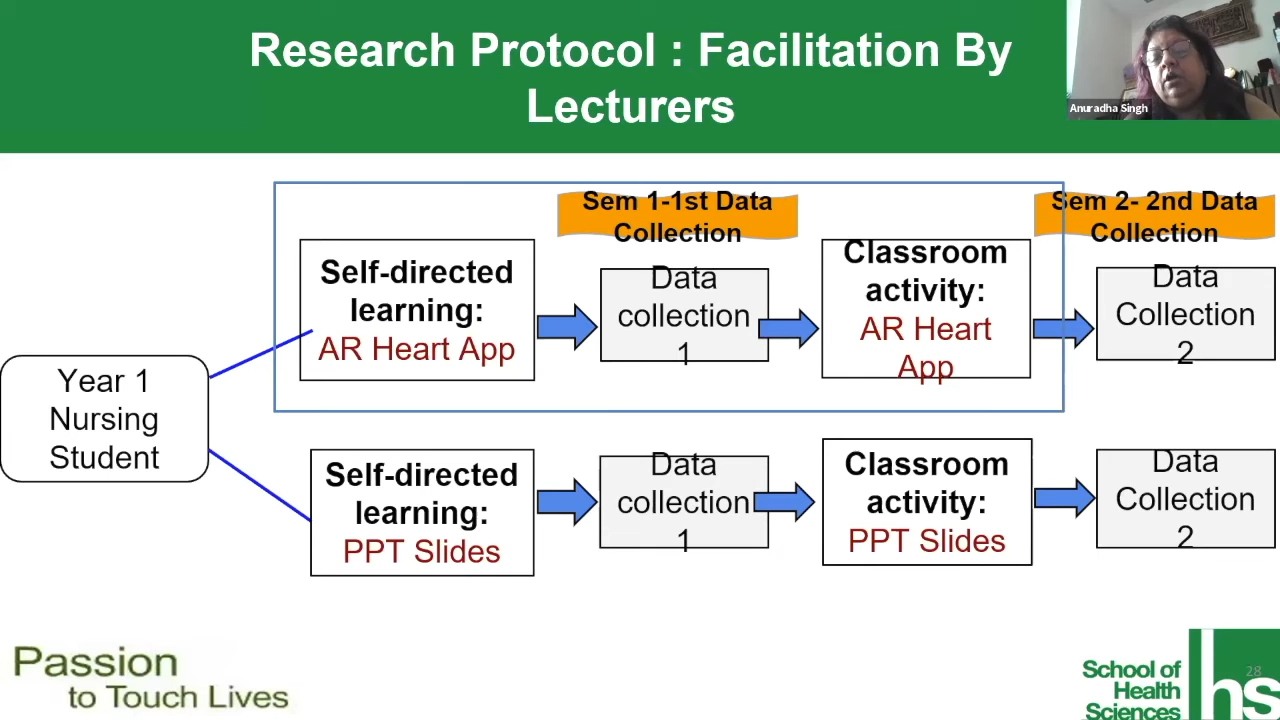 Research Protocol : Facilitation By
Lecturers
Anuradha Singh
Sem 1-1st Data
Collection
Sem 2- 2nd Data
Collection
Self-directed
learning:
AR Heart App
Data
collection
1
Classroom
activity:
AR Heart
App
Data
Collection
2
Year 1
Nursing
Student
Self-directed
learning:
PPT Slides
Data
collection
1
Classroom
activity:
PPT Slides
Data
Collection
2
Passion
to Touch Lives
School of
Health
Sciences
hs
28